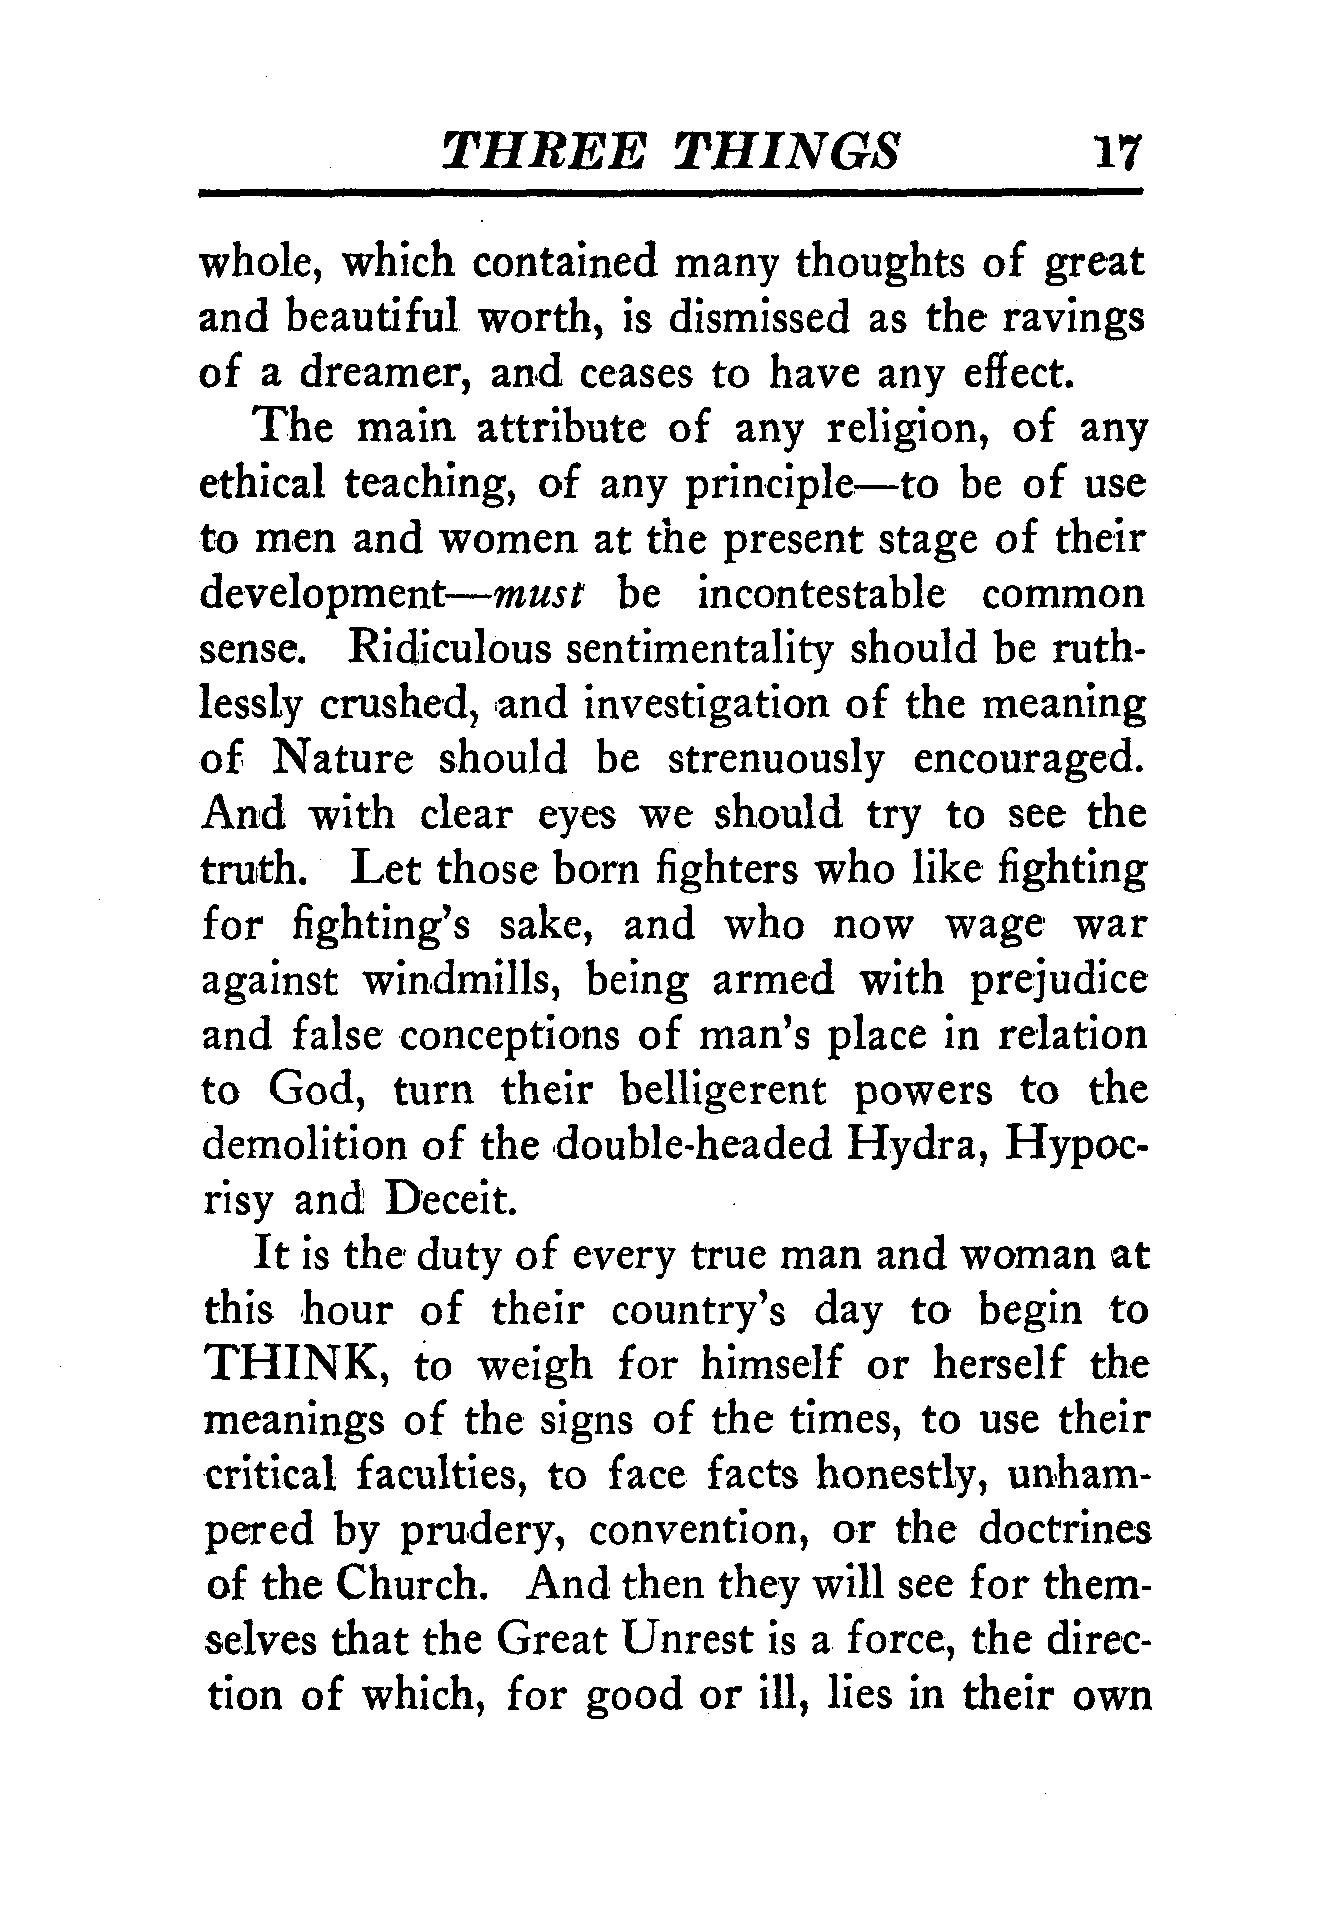 THREE THINGS 17
whole, which contained many thoughts of great
and beautiful worth, is dismissed as the ravings
of a dreamer, and ceases to have any effect.
The main attribute of any religion, of any
ethical teaching, of any principle—to be of use
to men and women at the present stage of their
development—must be incontestable common
sense. Ridiculous sentimentality should be ruth-
lessly crushed, and investigation of the meaning
of Nature should be strenuously encouraged.
And with clear eyes we should try to see the
truth. Let those born fighters who like fighting
for fighting's sake, and who now wage war
against windmills, being armed with prejudice
and false conceptions of man's place in relation
to God, turn their belligerent powers to the
demolition of the double-headed Hydra, Hypoc-
risy and Deceit.
It is the duty of every true man and woman at
this hour of their country's day to begin to
THINK, to weigh for himself or herself the
meanings of the signs of the times, to use their
critical faculties, to face facts honestly, unham-
pered by prudery, convention, or the doctrines
of the Church. And then they will see for them-
selves that the Great Unrest is a force, the direc-
tion of which, for good or ill, lies in their own